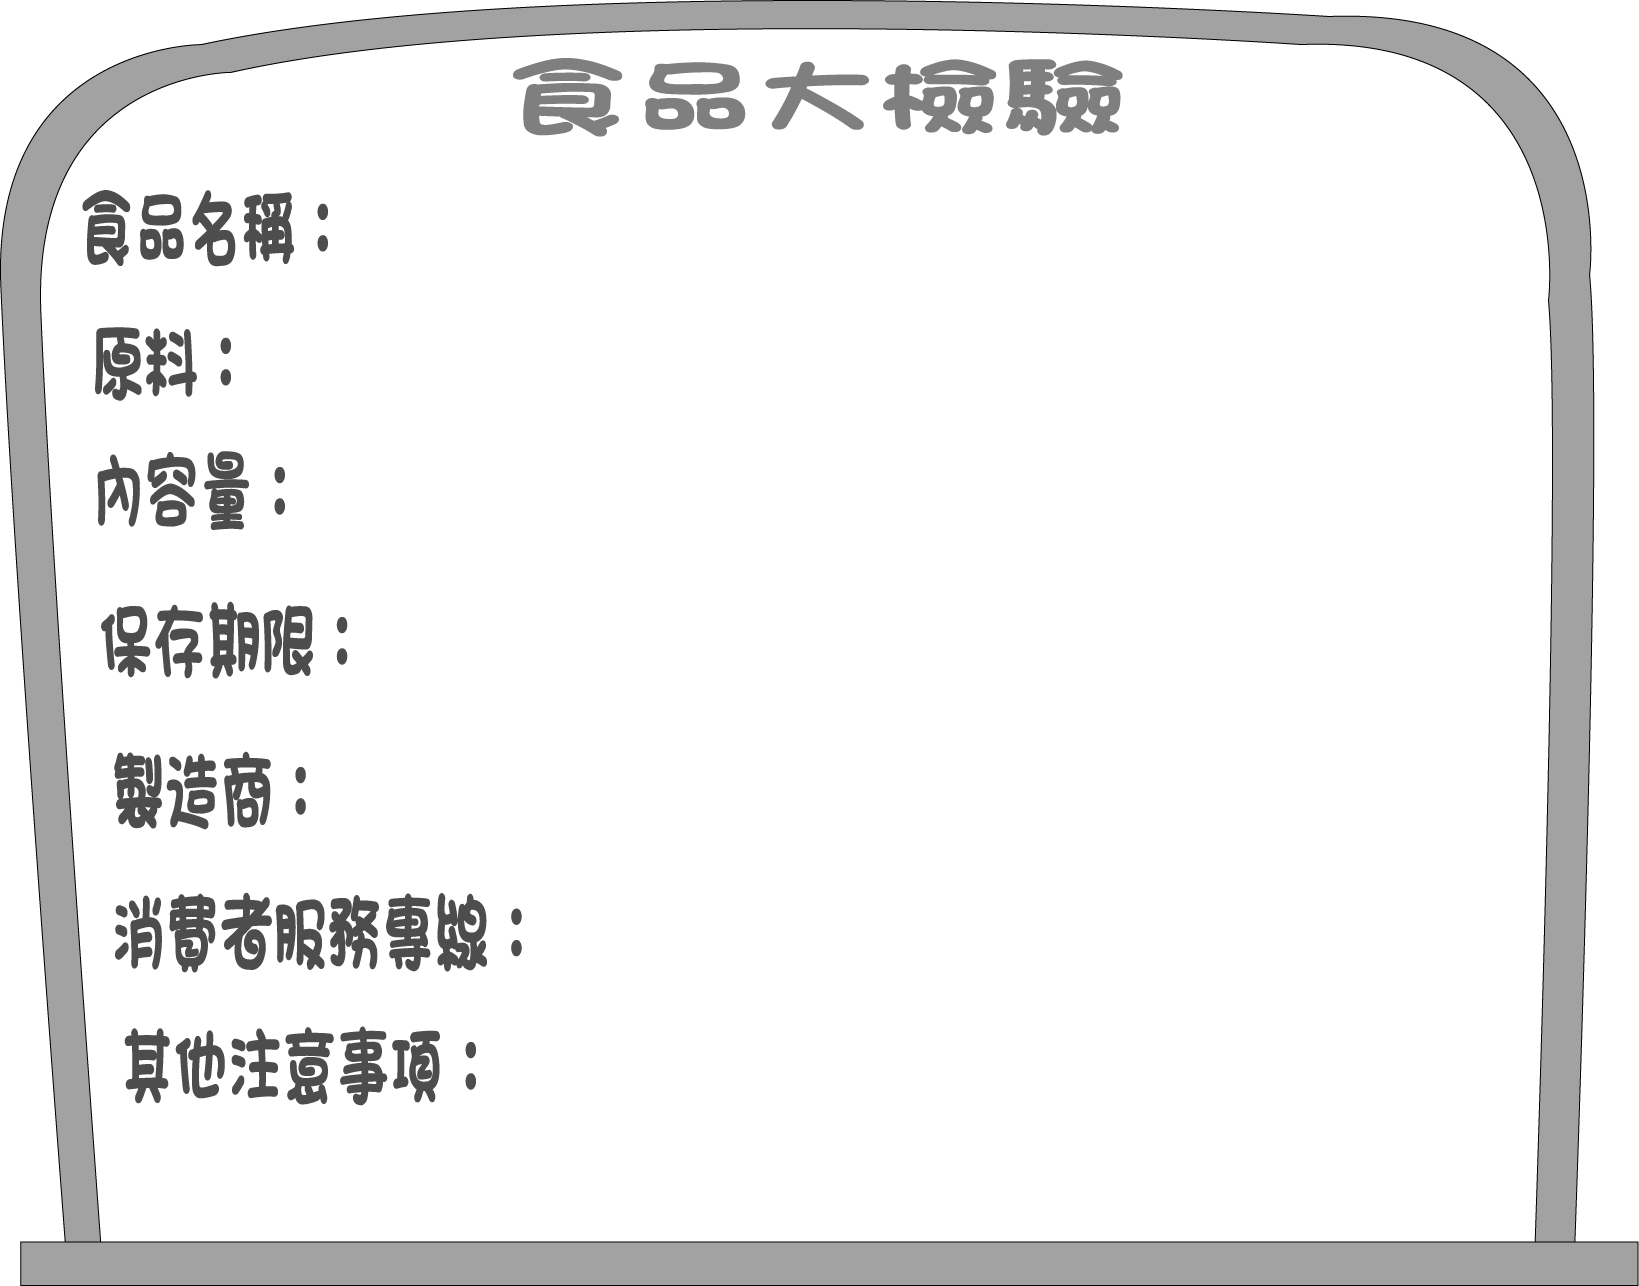 食品大檢驗
食品名稱：
原料：
內容量：
保存期限：
製造商：
消費者服務專線：
其他注意事項：